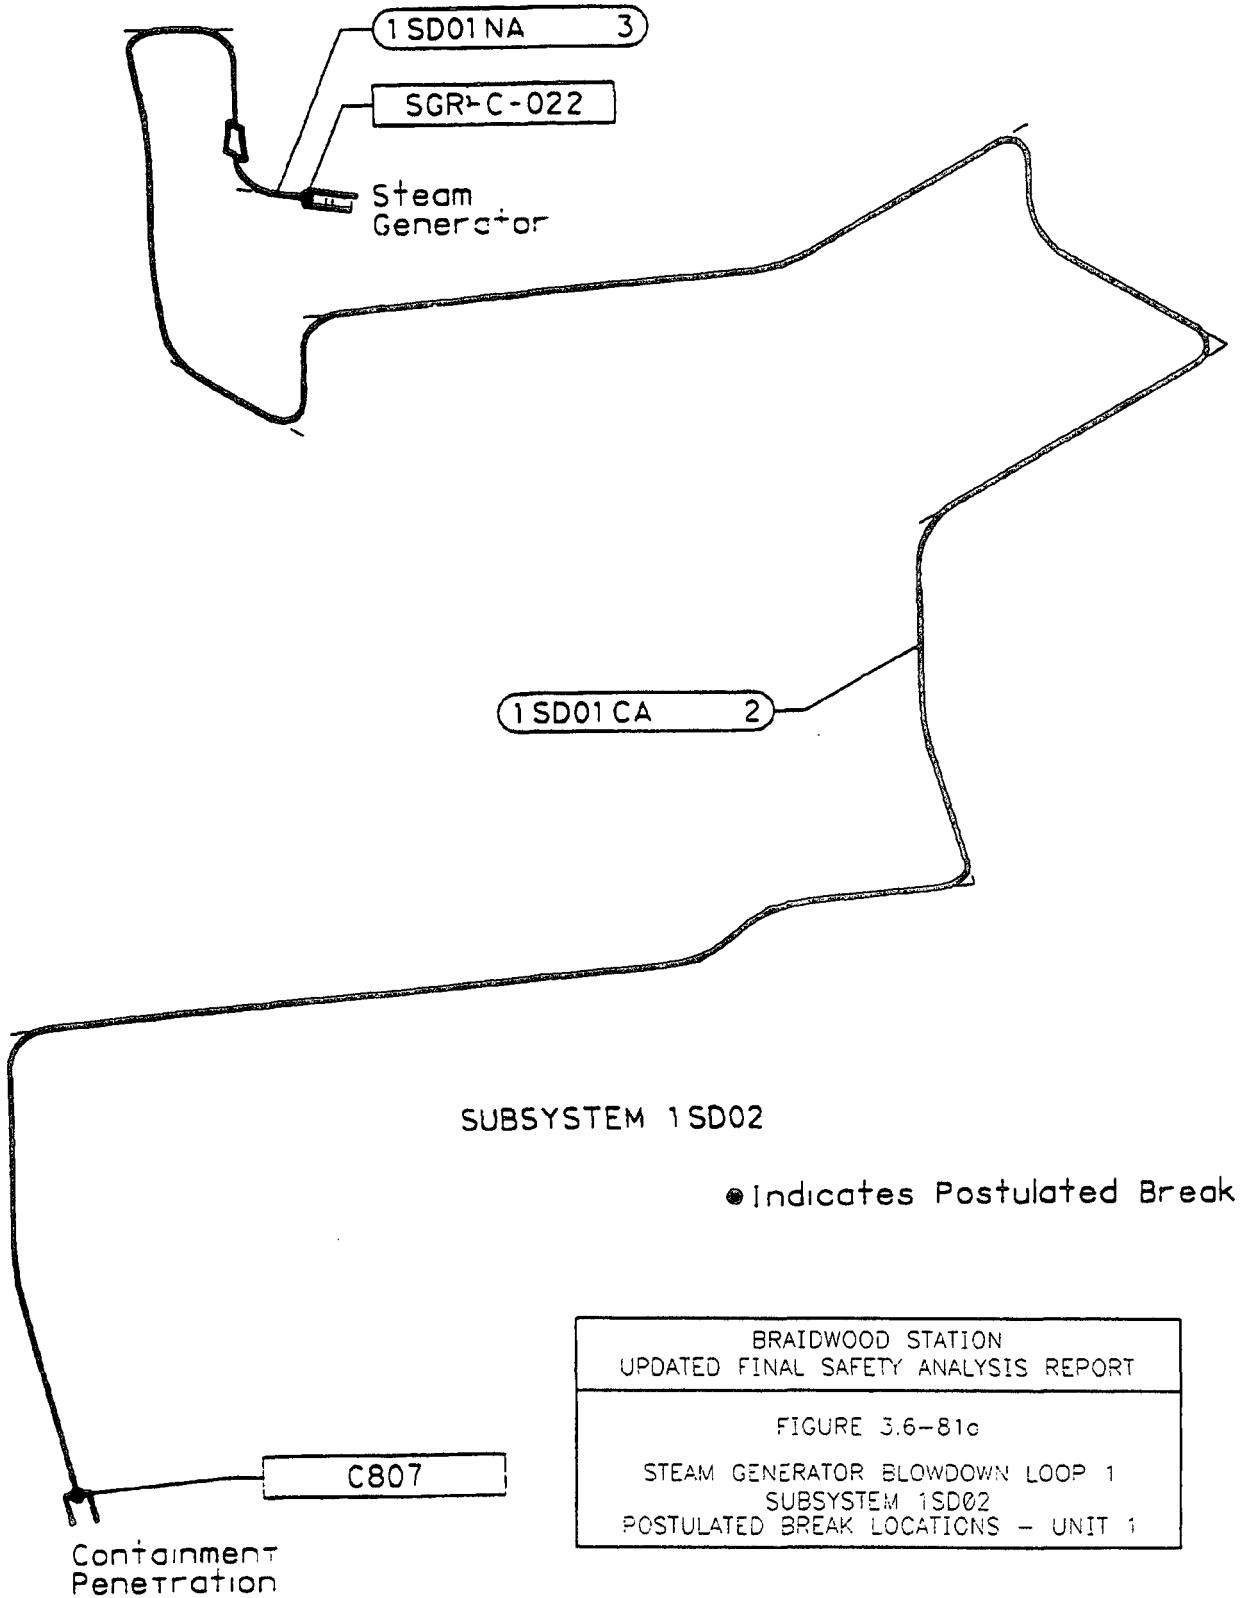 1SD01NA 3
SGR-C-022
Steam
Generator
1SD01CA 2
SUBSYSTEM 1SD02
Indicates Postulated Break
BRAIDWOOD STATION
UPDATED FINAL SAFETY ANALYSIS REPORT
FIGURE 3.6-81a
STEAM GENERATOR BLOWDOWN LOOP 1
SUBSYSTEM 1SD02
POSTULATED BREAK LOCATIONS - UNIT 1
C807
Containment
Penetration